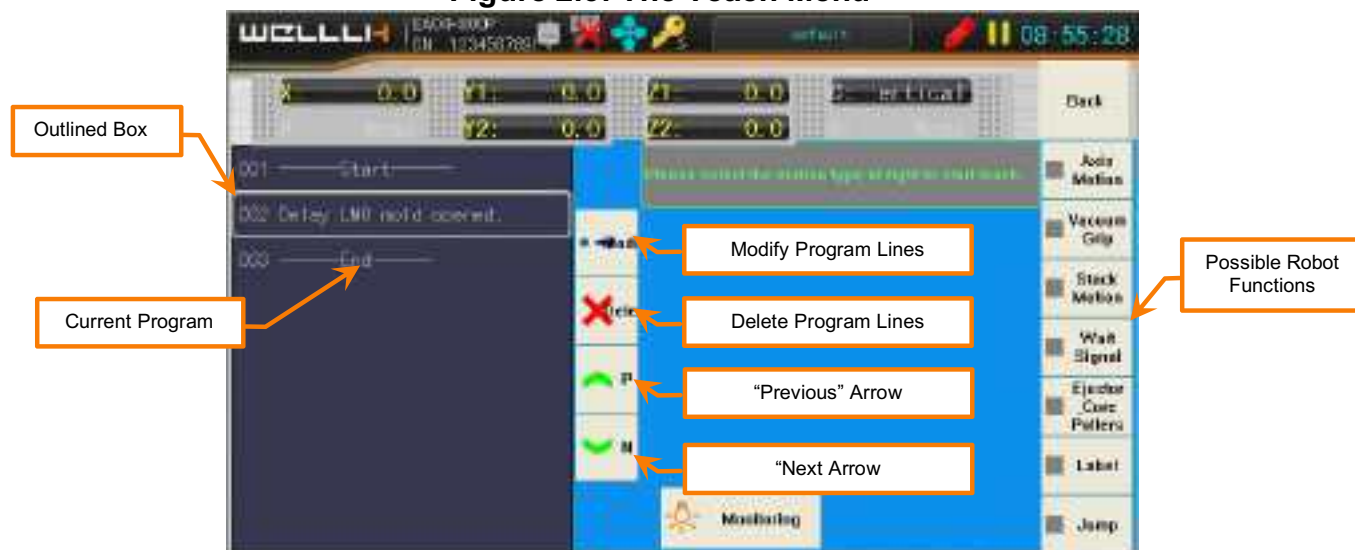 Figure 2.8: The Teach Menu
WELLLIH
08:55:28
X: 0.0 Y1: 0.0 Z1: 0.0
Y2: 0.0 Z2: 0.0
Back
Outlined Box
001 Start
002 Delay
mold opened.
003 End
Current Program
Modify Program Lines
Delete Program Lines
P
“Previous” Arrow
N
“Next Arrow
Monitoring
Axis
Motion
Vacuum
Grip
Stack
Motion
Wait
Signal
Ejector
Core
Pullers
Label
Jump
Possible Robot
Functions